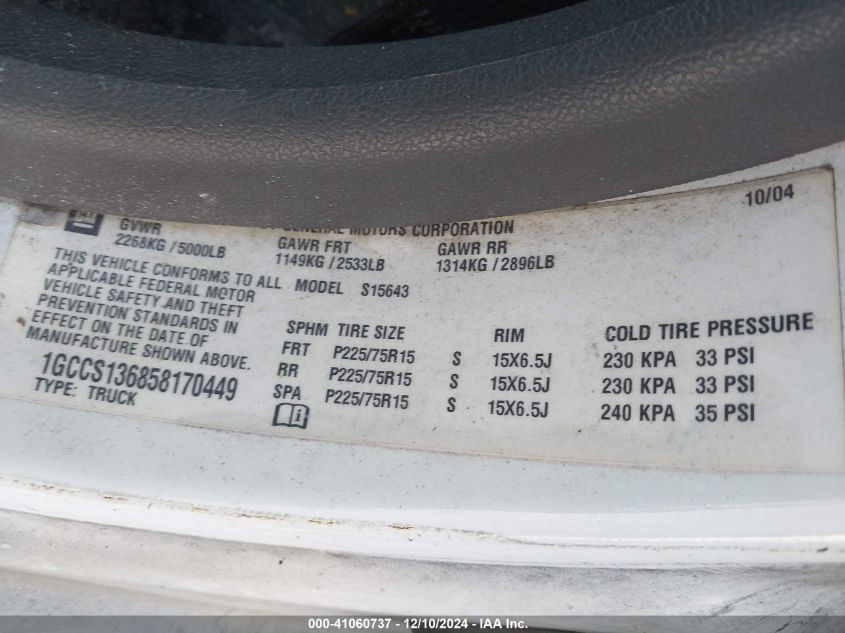 10/04
GENERAL MOTORS CORPORATION
GVWR GAWR FRT GAWR RR
2268KG / 5000LB 1149KG / 2533LB 1314KG / 2896LB
THIS VEHICLE CONFORMS TO ALL
APPLICABLE FEDERAL MOTOR
VEHICLE SAFETY AND THEFT
PREVENTION STANDARDS IN
EFFECT ON THE DATE OF
MANUFACTURE SHOWN ABOVE.
1GCCS136858170449
TYPE: TRUCK
MODEL S15643
SPHM TIRE SIZE RIM COLD TIRE PRESSURE
FRT P225/75R15 S 15X6.5J 230 KPA 33 PSI
RR P225/75R15 S 15X6.5J 230 KPA 33 PSI
SPA P225/75R15 S 15X6.5J 240 KPA 35 PSI
000-41060737 - 12/10/2024 - IAA Inc.